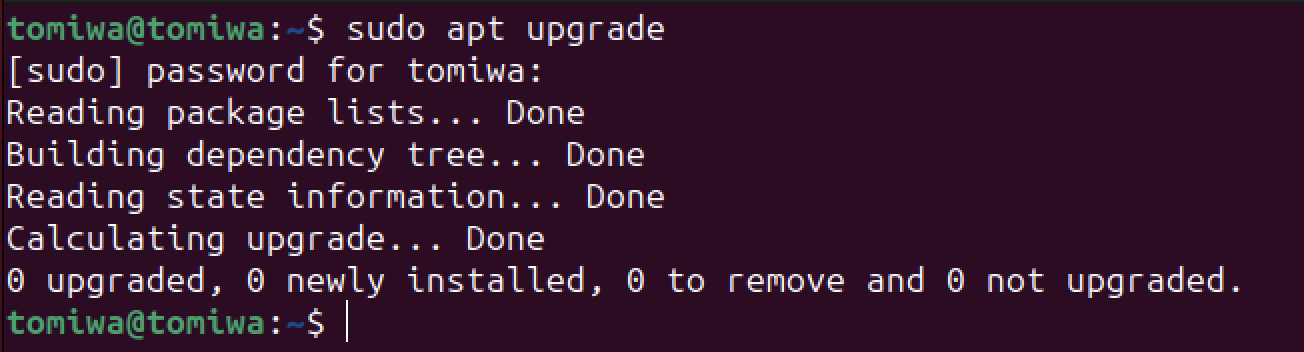 tomiwa@tomiwa:~$ sudo apt upgrade
[sudo] password for tomiwa:
Reading package lists... Done
Building dependency tree... Done
Reading state information... Done
Calculating upgrade... Done
0 upgraded, 0 newly installed, 0 to remove and 0 not upgraded.
tomiwa@tomiwa:~$